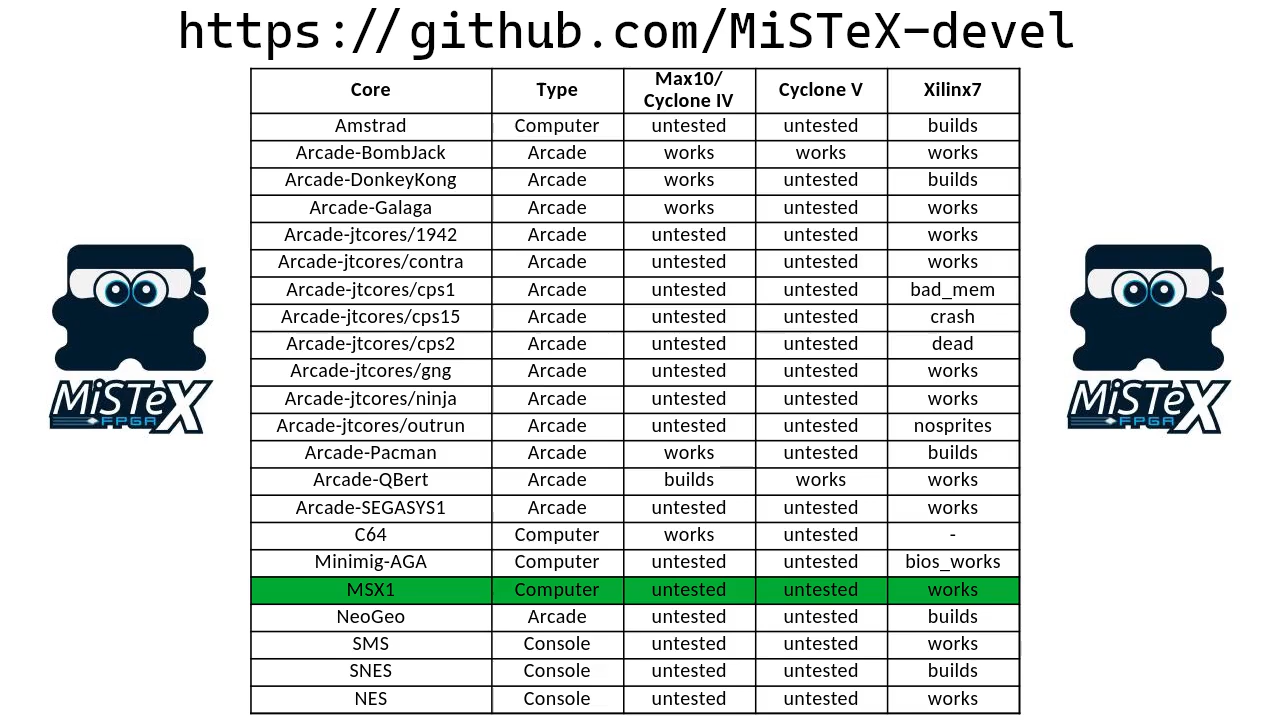 https://github.com/MiSTeX-devel
Core Type Max10/ Cyclone IV Cyclone V Xilinx7
Amstrad Computer untested untested builds
Arcade-BombJack Arcade works works works
Arcade-DonkeyKong Arcade works untested builds
Arcade-Galaga Arcade works untested works
Arcade-jtcores/1942 Arcade untested untested works
Arcade-jtcores/contra Arcade untested untested works
Arcade-jtcores/cps1 Arcade untested untested bad_mem
Arcade-jtcores/cps15 Arcade untested untested crash
Arcade-jtcores/cps2 Arcade untested untested dead
Arcade-jtcores/gng Arcade untested untested works
Arcade-jtcores/ninja Arcade untested untested works
Arcade-jtcores/outrun Arcade untested untested nosprites
Arcade-Pacman Arcade works untested builds
Arcade-QBert Arcade builds works works
Arcade-SEGASYS1 Arcade untested untested works
C64 Computer works untested -
Minimig-AGA Computer untested untested bios_works
MSX1 Computer untested untested works
NeoGeo Arcade untested untested builds
SMS Console untested untested works
SNES Console untested untested builds
NES Console untested untested works
MiSTeX
FPGA
MiSTeX
FPGA